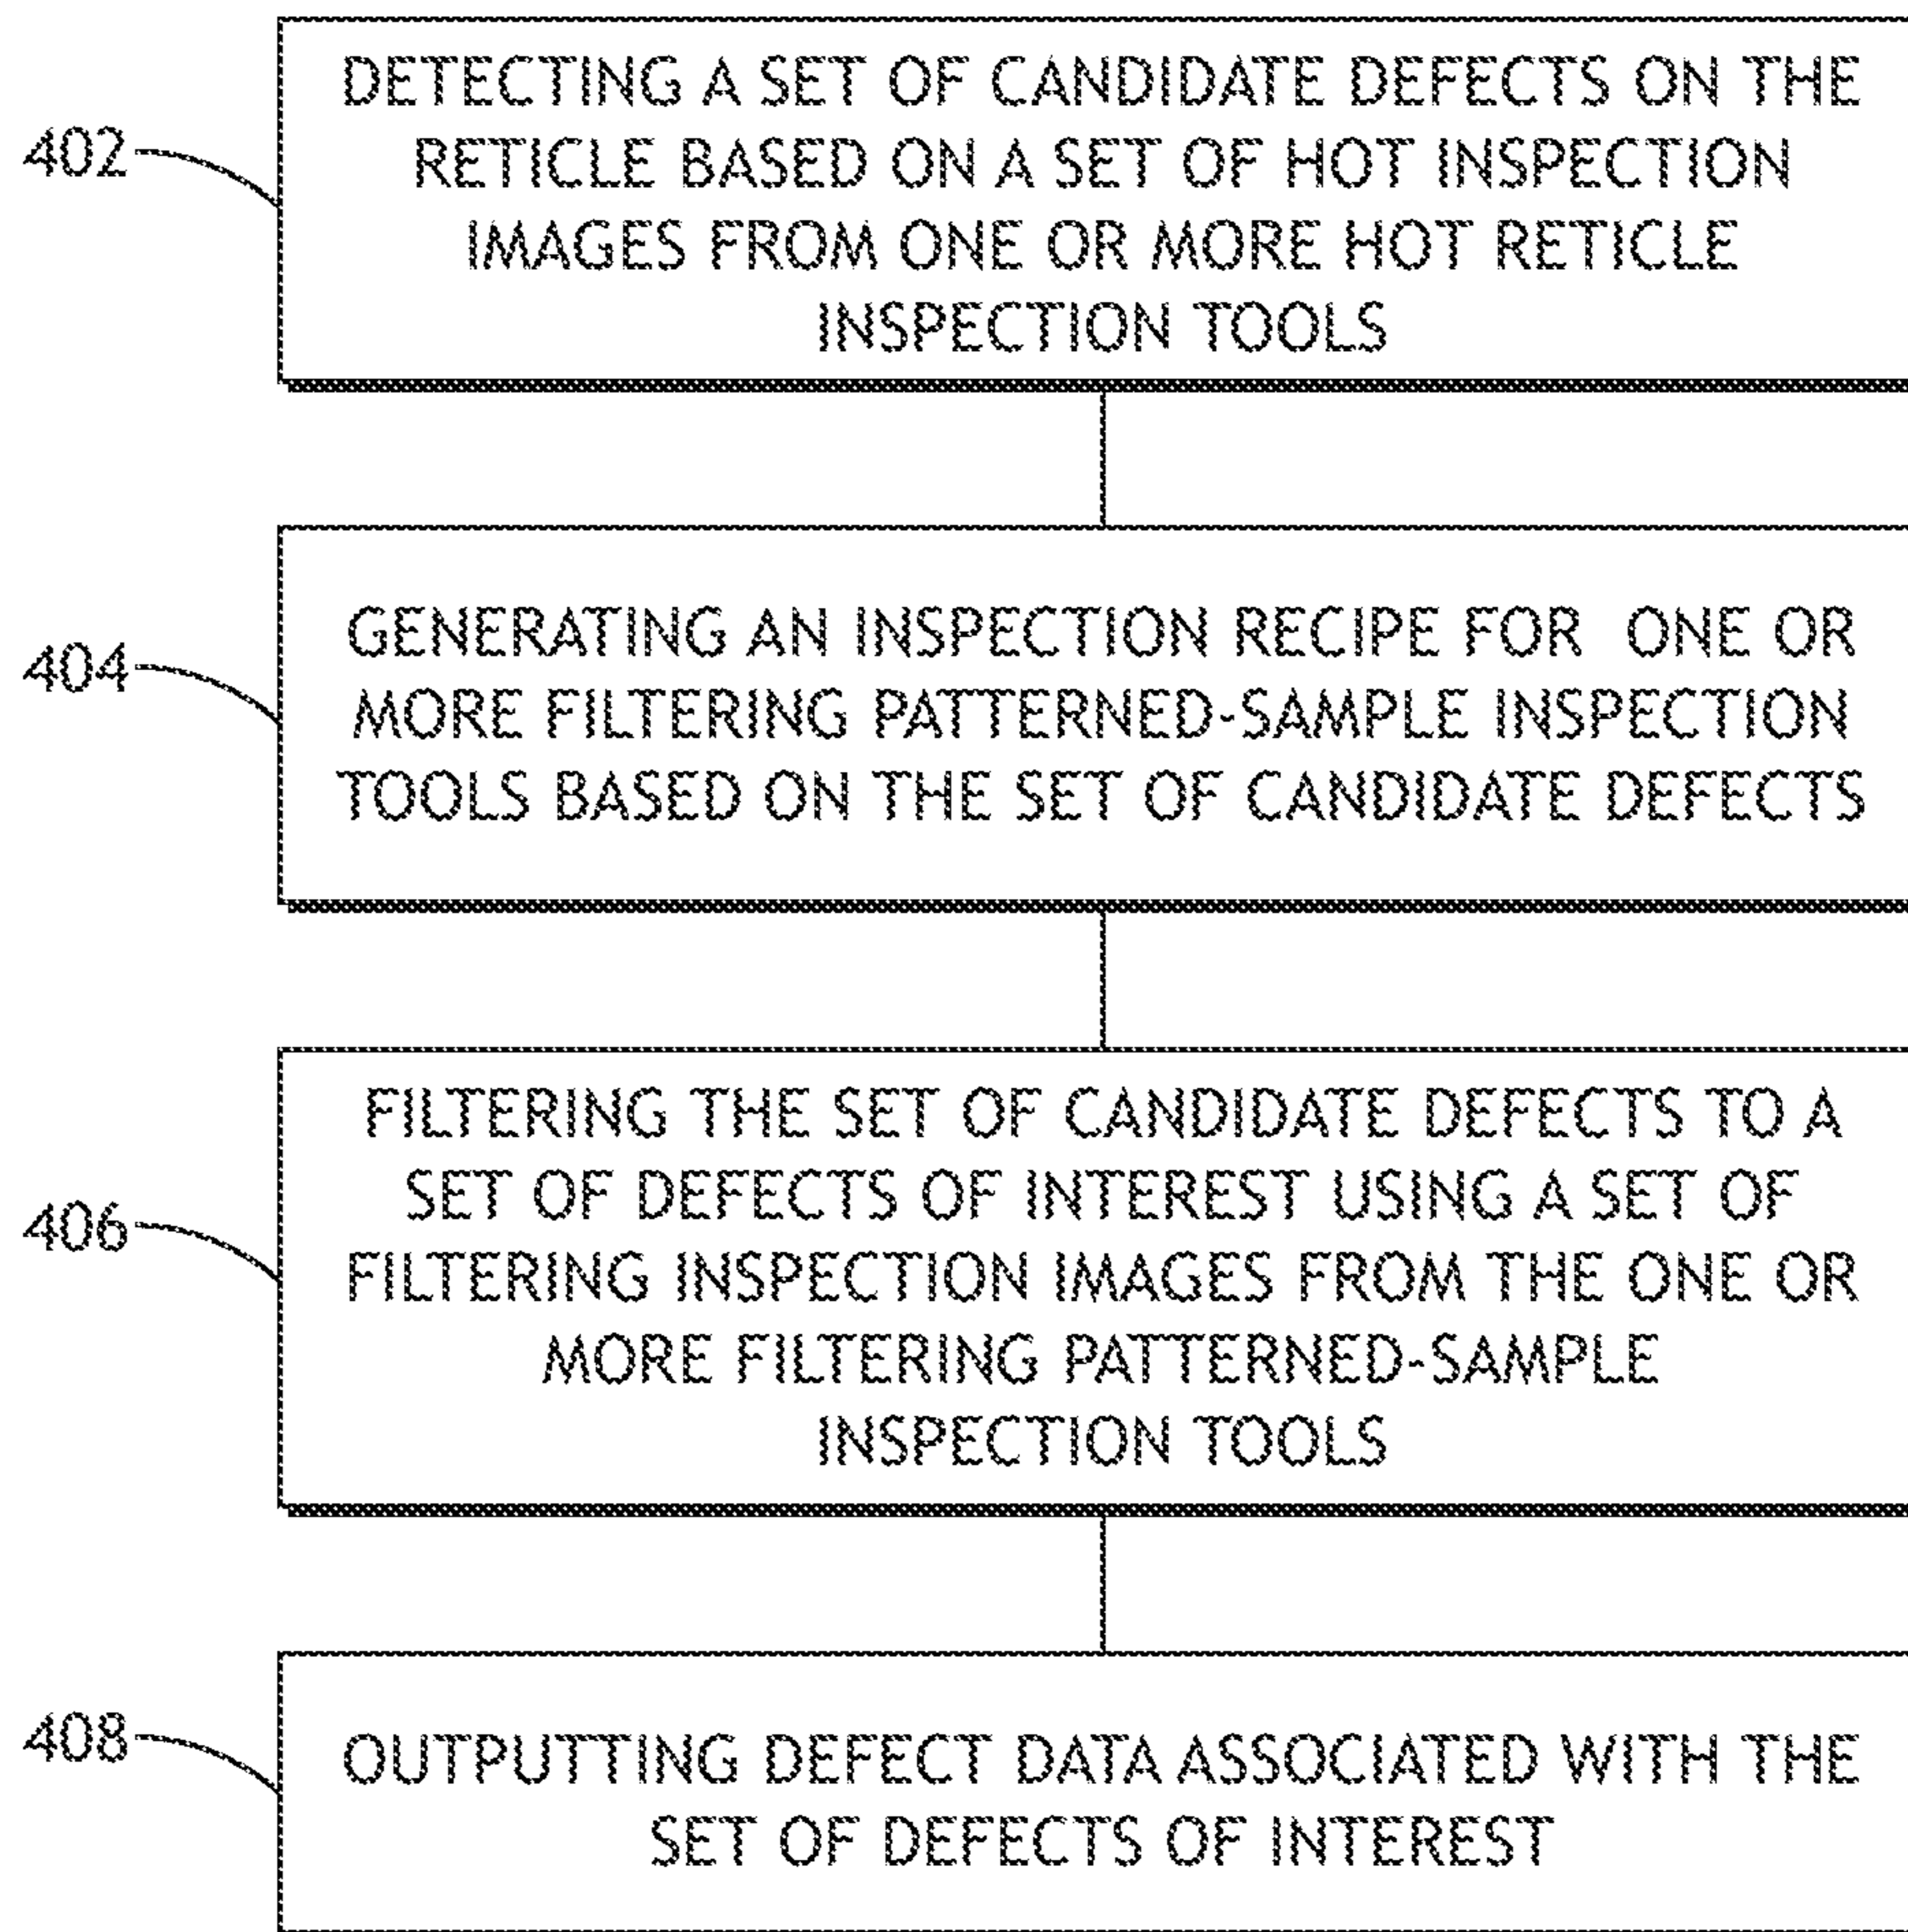 402
DETECTING A SET OF CANDIDATE DEFECTS ON THE
RETICLE BASED ON A SET OF HOT INSPECTION
IMAGES FROM ONE OR MORE HOT RETICLE
INSPECTION TOOLS
404
GENERATING AN INSPECTION RECIPE FOR ONE OR
MORE FILTERING PATTERNED-SAMPLE INSPECTION
TOOLS BASED ON THE SET OF CANDIDATE DEFECTS
406
FILTERING THE SET OF CANDIDATE DEFECTS TO A
SET OF DEFECTS OF INTEREST USING A SET OF
FILTERING INSPECTION IMAGES FROM THE ONE OR
MORE FILTERING PATTERNED-SAMPLE
INSPECTION TOOLS
408
OUTPUTTING DEFECT DATA ASSOCIATED WITH THE
SET OF DEFECTS OF INTEREST